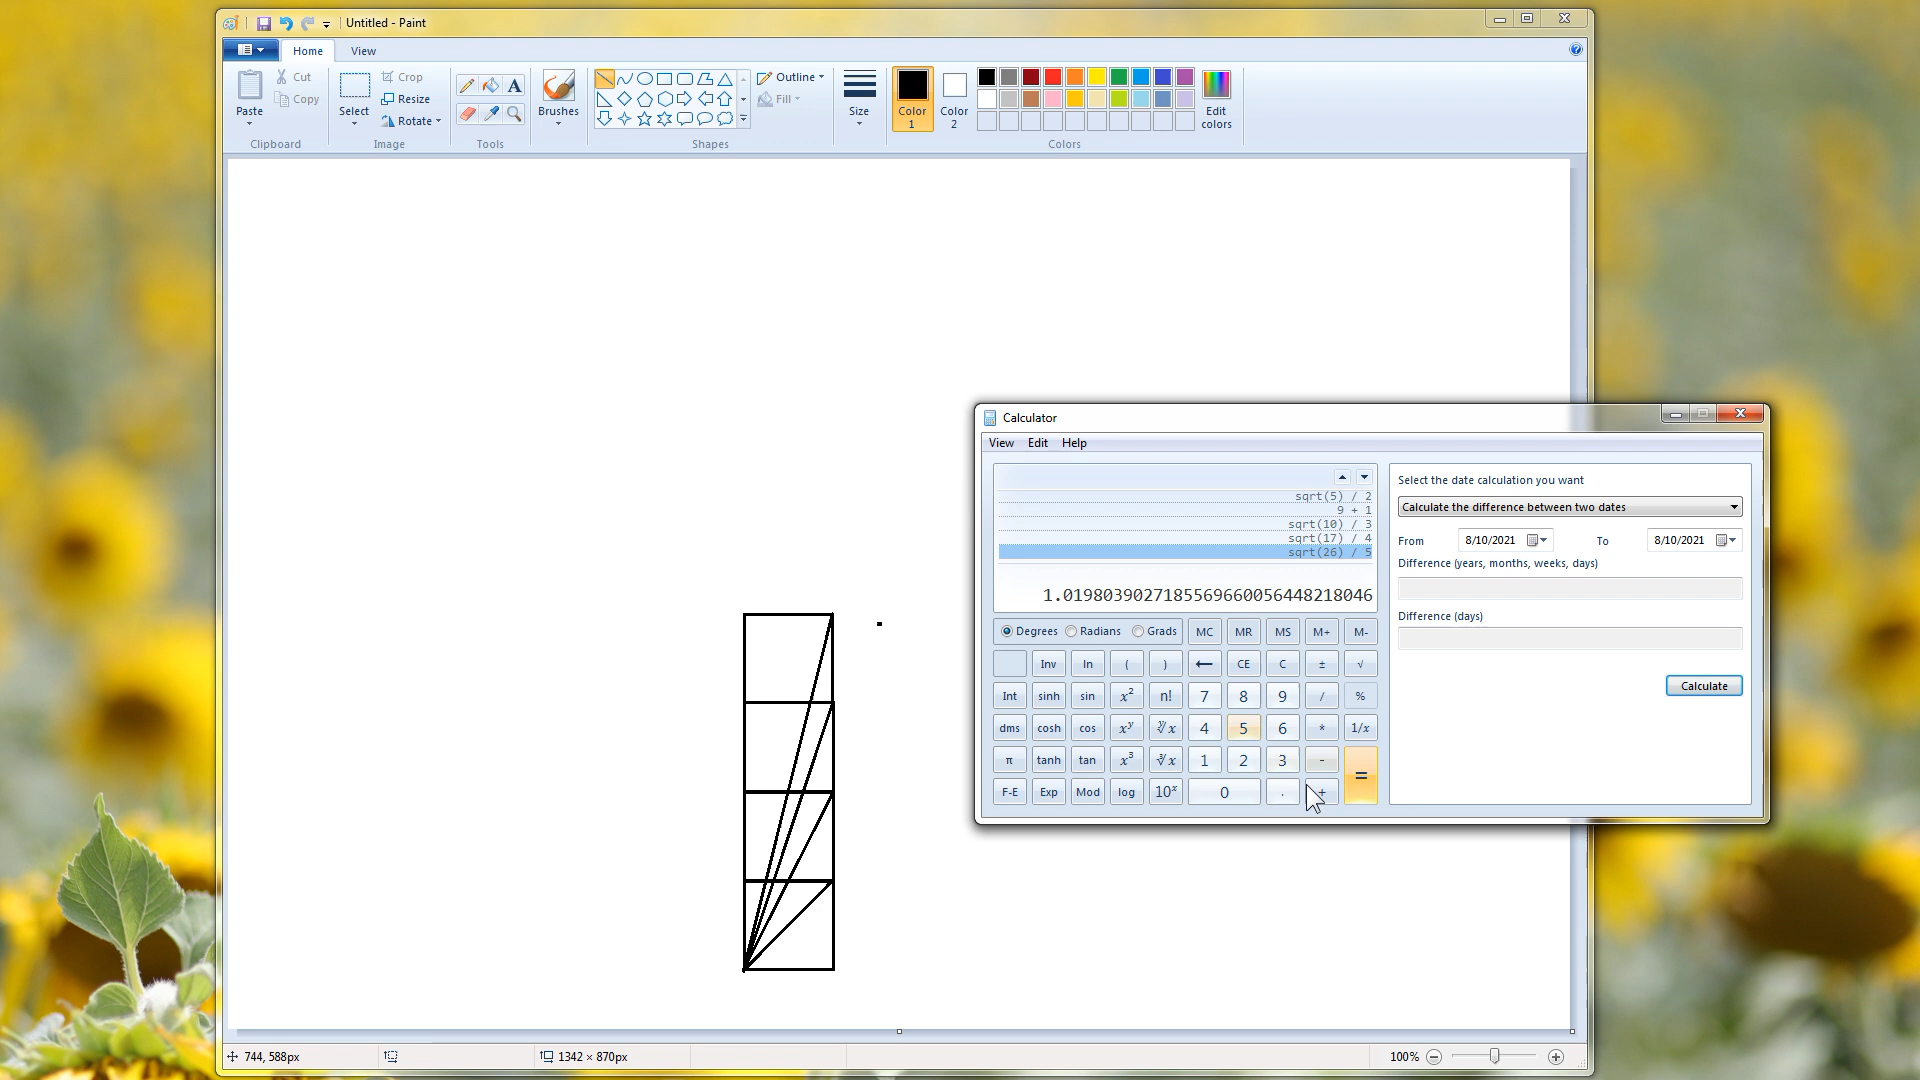 Untitled - Paint
Home
View
Paste
Cut
Copy
Clipboard
Select
Crop
Resize
Rotate
Image
A
Tools
Brushes
Outline
Fill
Shapes
Size
Color
1
Color
2
Edit
colors
Colors
Calculator
View Edit Help
sqrt(5) / 2
9 + 1
sqrt(10) / 3
sqrt(17) / 4
sqrt(26) / 5
1.0198039027185569660056448218046
Degrees Radians Grads MC MR MS M+ M-
Inv ln ( ) ← CE C ± √
Int sinh sin x² n! 7 8 9 / %
dms cosh cos xʸ ʸ√x 4 5 6 * 1/x
π tanh tan x³ ³√x 1 2 3 - =
F-E Exp Mod log 10ˣ 0 . +
Select the date calculation you want
Calculate the difference between two dates
From 8/10/2021 To 8/10/2021
Difference (years, months, weeks, days)
Difference (days)
Calculate
744, 588px
1342 × 870px
100%